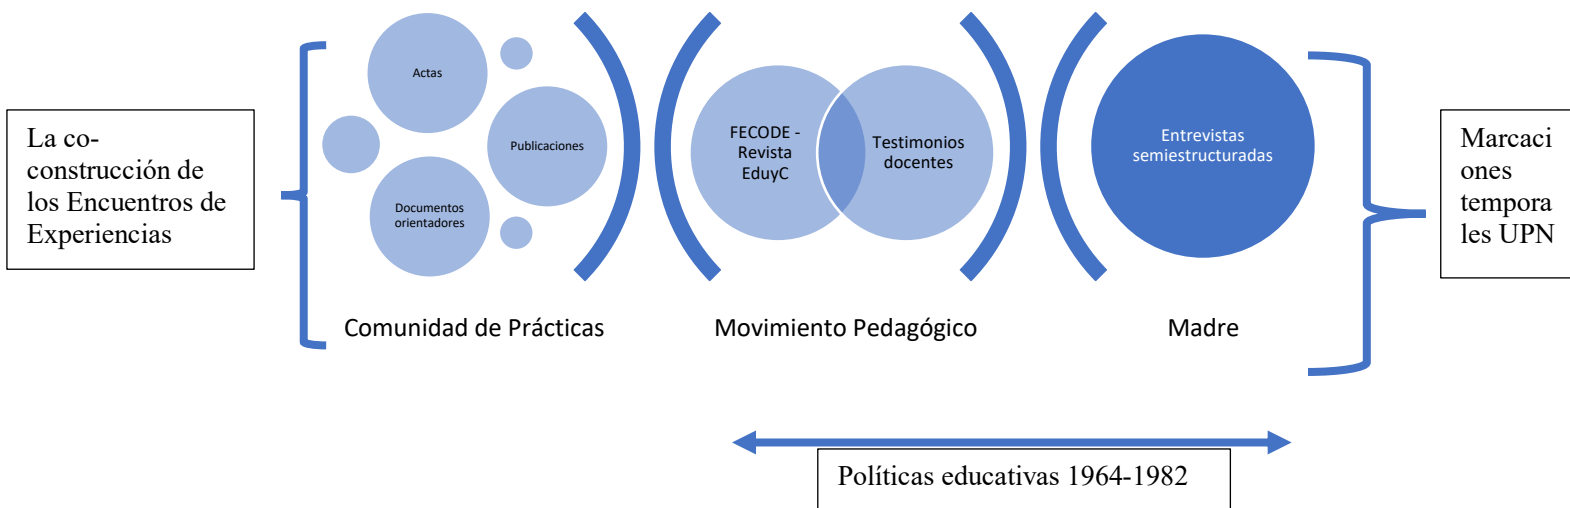 La co-
construcción de
los Encuentros de
Experiencias
Actas
Publicaciones
Documentos
orientadores
Comunidad de Prácticas
FECODE -
Revista
EduyC
Testimonios
docentes
Movimiento Pedagógico
Entrevistas
semiestructuradas
Madre
Marcaci
ones
tempora
les UPN
Políticas educativas 1964-1982